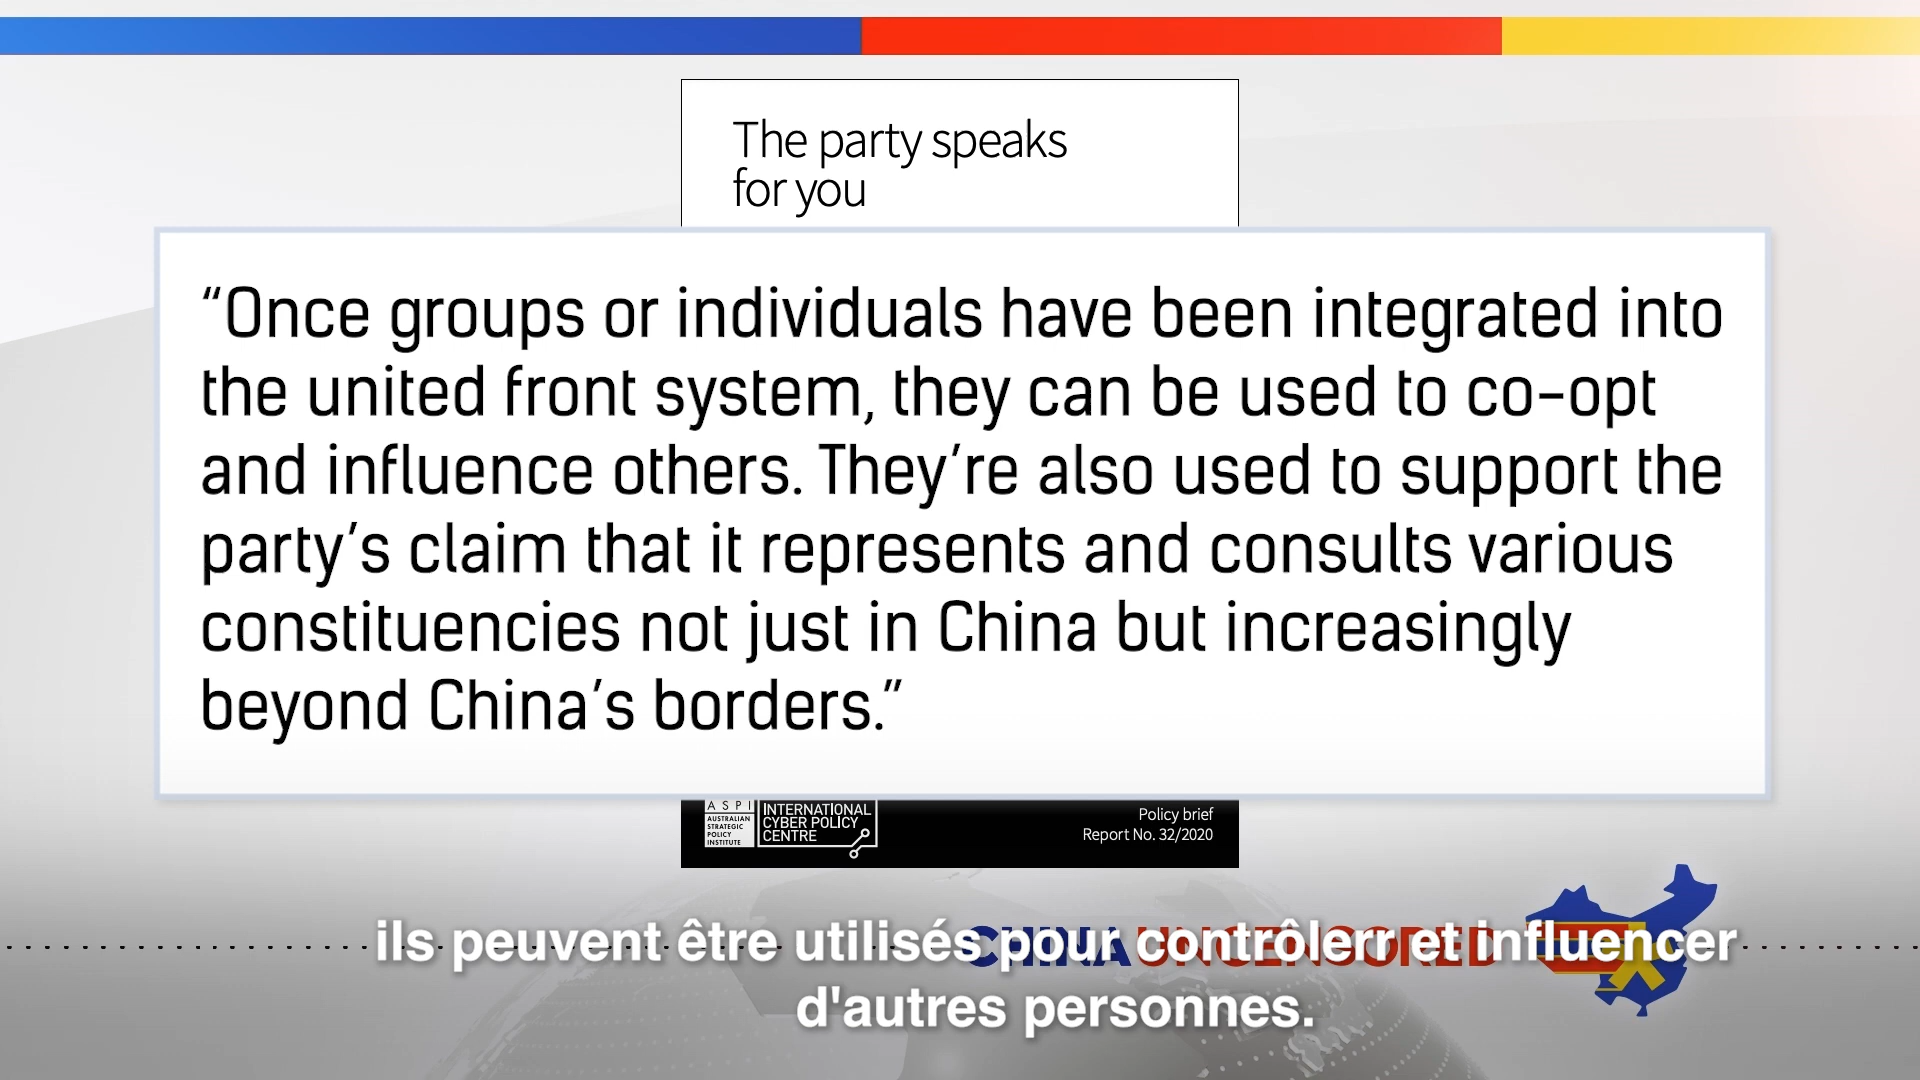 The party speaks
for you
“Once groups or individuals have been integrated into
the united front system, they can be used to co-opt
and influence others. They’re also used to support the
party’s claim that it represents and consults various
constituencies not just in China but increasingly
beyond China’s borders.”
ASPI
AUSTRALIAN
STRATEGIC
POLICY
INSTITUTE
INTERNATIONAL
CYBER POLICY
CENTRE
Policy brief
Report No. 32/2020
CHINA UNCENSORED
ils peuvent être utilisés pour contrôlerr et influencer
d'autres personnes.